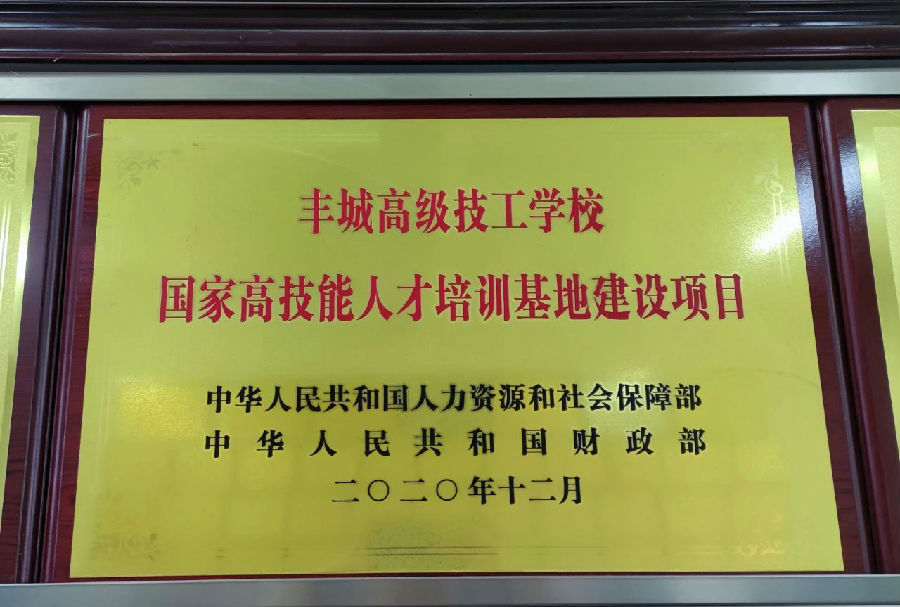 丰城高级技工学校
国家高技能人才培训基地建设项目
中华人民共和国人力资源和社会保障部
中华人民共和国财政部
二〇二〇年十二月